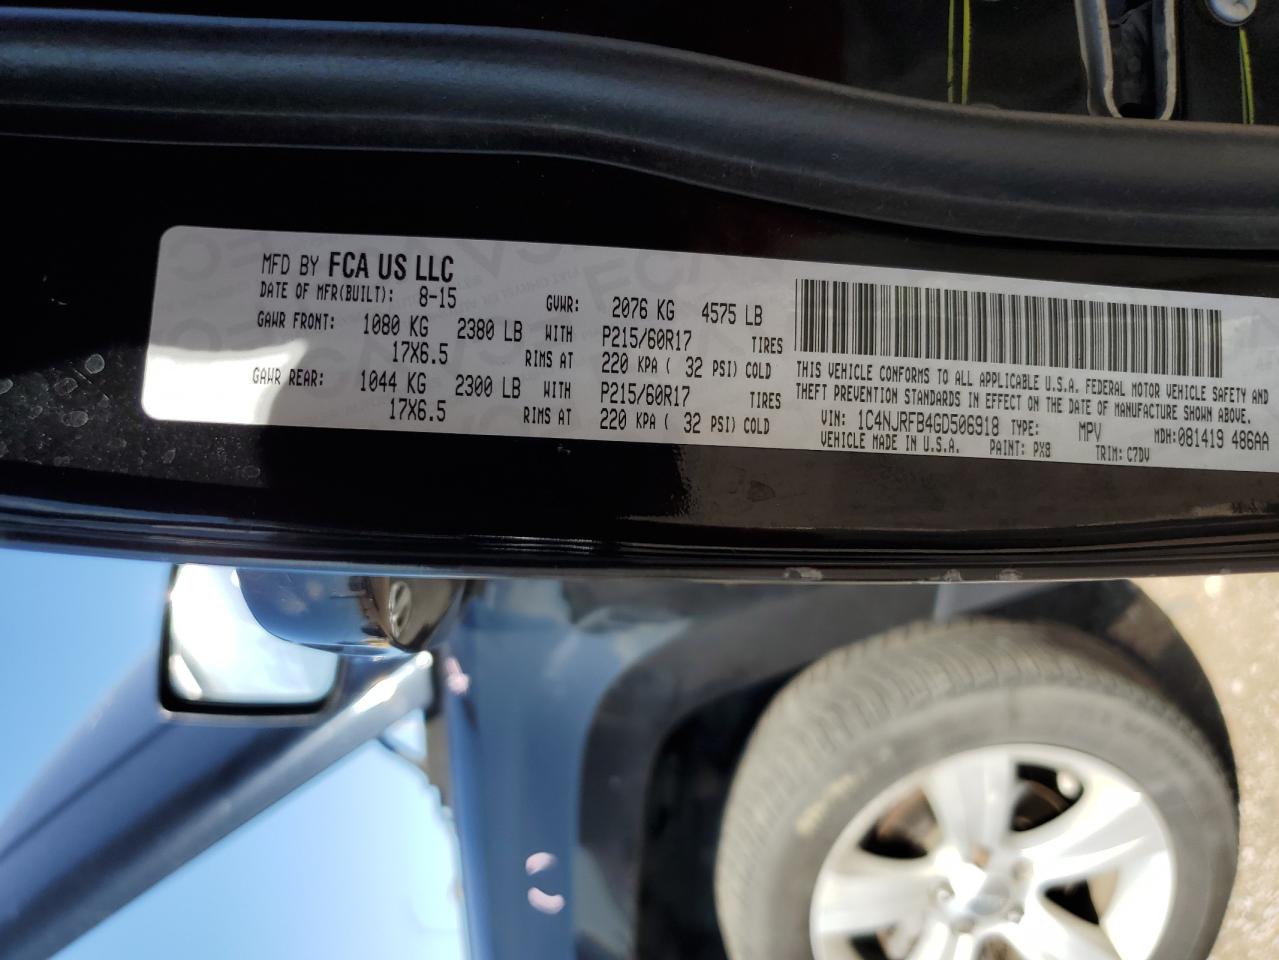 MFD BY FCA US LLC
DATE OF MFR(BUILT): 8-15 GVWR: 2076 KG 4575 LB
GAWR FRONT: 1080 KG 2380 LB WITH P215/60R17 TIRES
17X6.5 RIMS AT 220 KPA ( 32 PSI) COLD
GAWR REAR: 1044 KG 2300 LB WITH P215/60R17 TIRES
17X6.5 RIMS AT 220 KPA ( 32 PSI) COLD
THIS VEHICLE CONFORMS TO ALL APPLICABLE U.S.A. FEDERAL MOTOR VEHICLE SAFETY AND
THEFT PREVENTION STANDARDS IN EFFECT ON THE DATE OF MANUFACTURE SHOWN ABOVE.
VIN: 1C4NJRFB4GD506918 TYPE: MPV MDH:081419 486AA
VEHICLE MADE IN U.S.A. PAINT: PX8 TRIM: C7DV